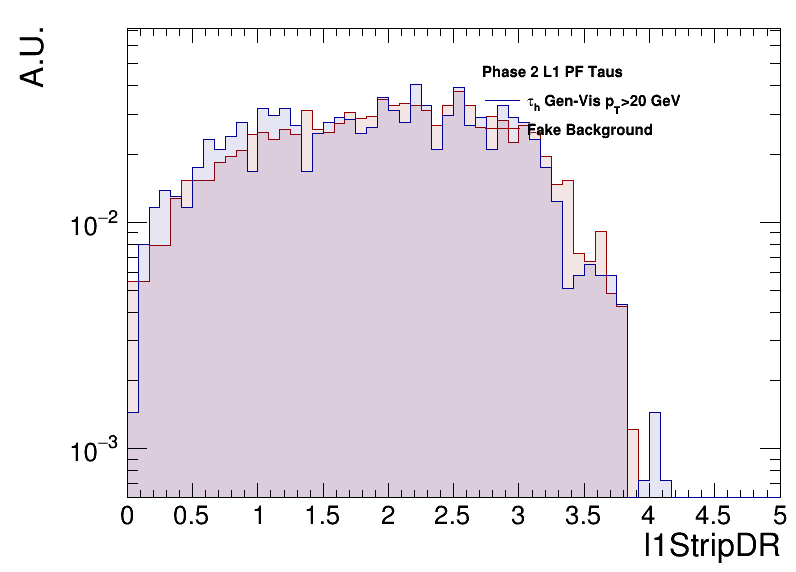 A.U.
Phase 2 L1 PF Taus
τh Gen-Vis pT>20 GeV
Fake Background
10−2
10−3
0 0.5 1 1.5 2 2.5 3 3.5 4 4.5 5
l1StripDR